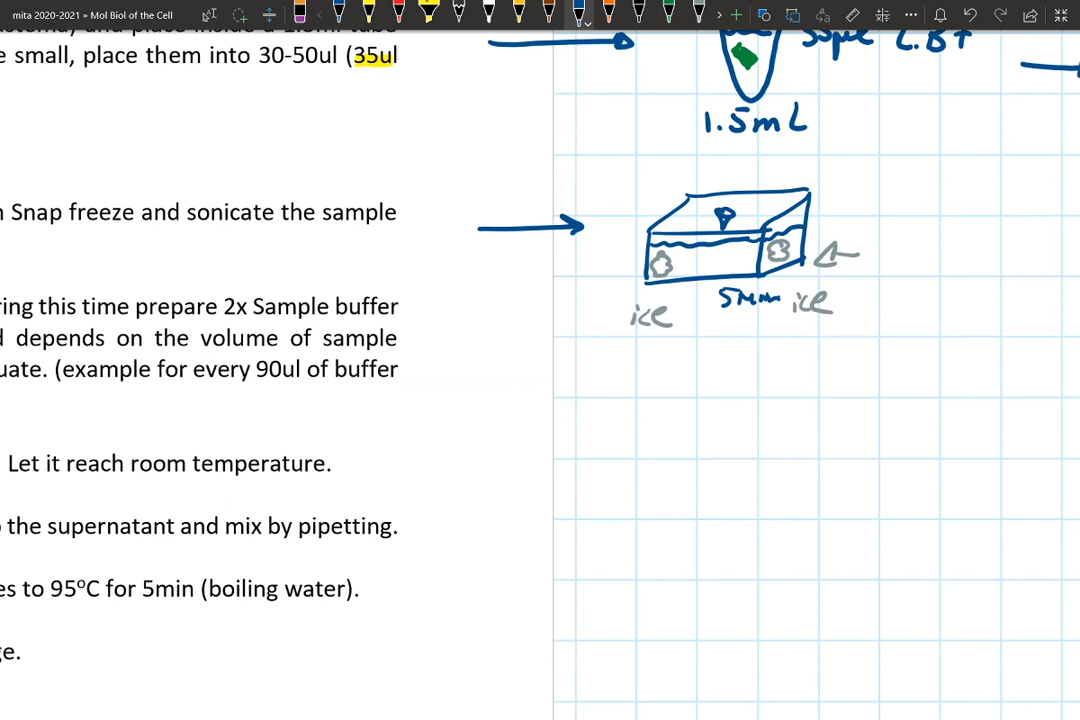 mita 2020-2021 » Mol Biol of the Cell
e small, place them into 30-50ul (35ul
1.5mL
n Snap freeze and sonicate the sample
5min
ice
ice
ring this time prepare 2x Sample buffer
d depends on the volume of sample
uate. (example for every 90ul of buffer
Let it reach room temperature.
o the supernatant and mix by pipetting.
es to 95°C for 5min (boiling water).
ge.